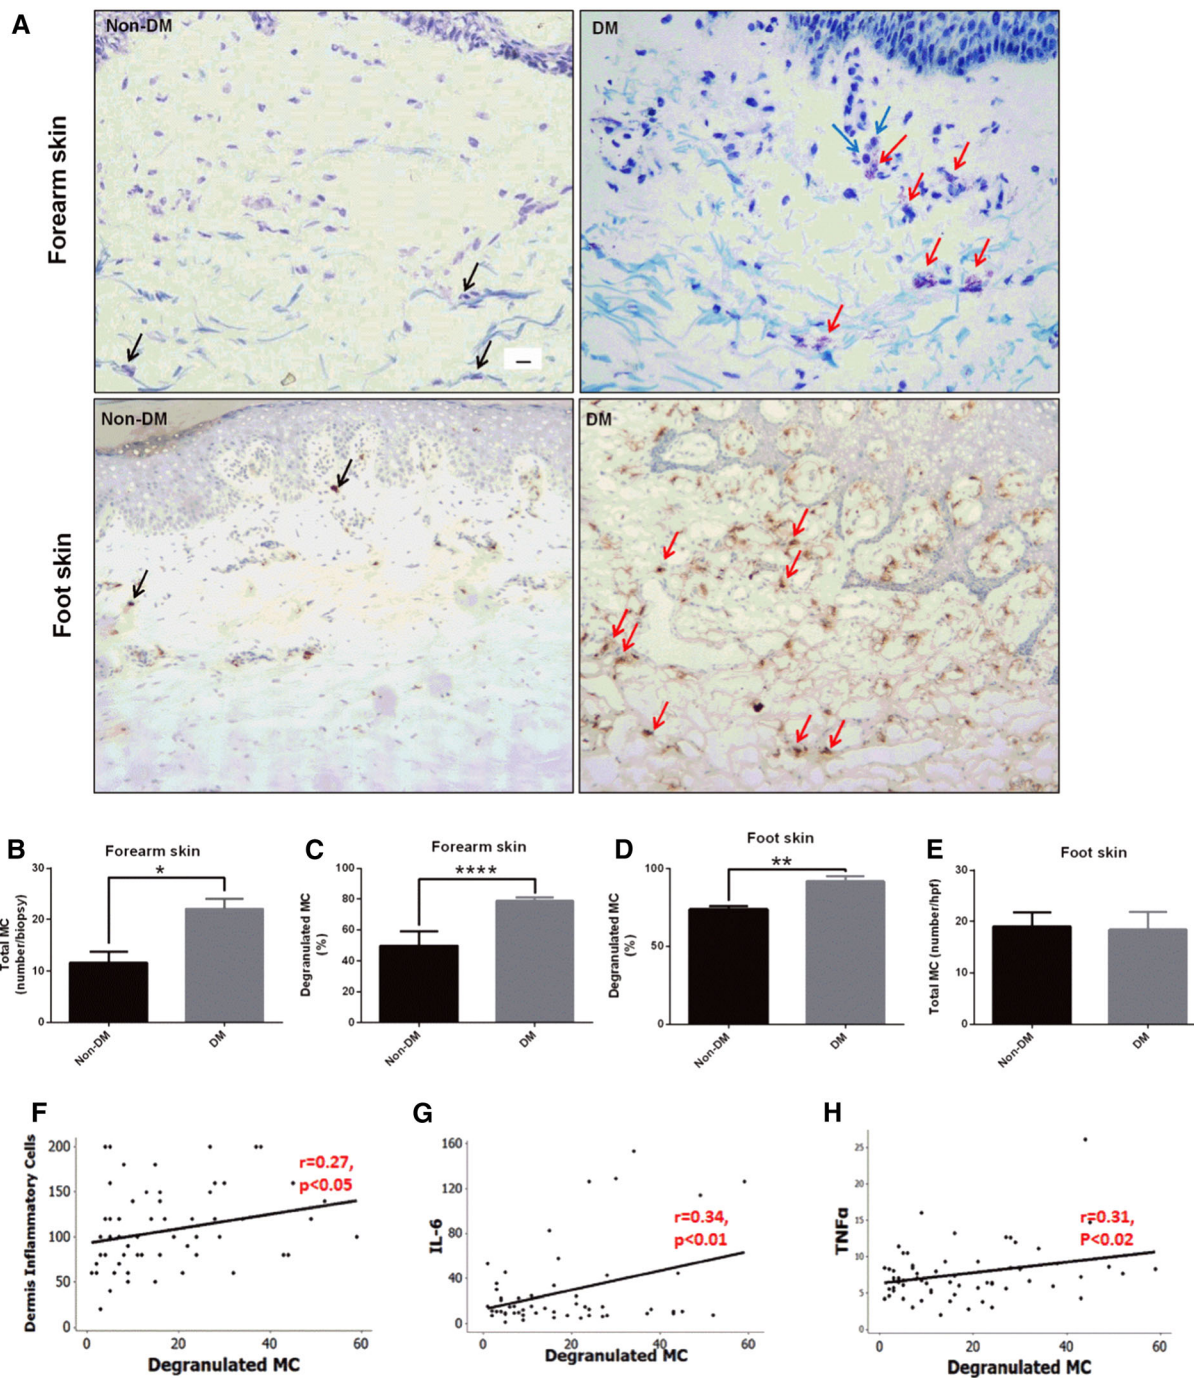 A
Non-DM
DM
Forearm skin
Non-DM
DM
Foot skin
B
Forearm skin
Total MC
(number/biopsy)
30
20
10
0
*
Non-DM
DM
C
Forearm skin
Degranulated MC
(%)
100
80
60
40
20
0
****
Non-DM
DM
D
Foot skin
Degranulated MC
(%)
100
50
0
**
Non-DM
DM
E
Foot skin
Total MC (number/hpf)
30
20
10
0
Non-DM
DM
F
Dermis Inflammatory Cells
200
150
100
50
0
r=0.27,
p<0.05
0 20 40 60
Degranulated MC
G
IL-6
160
120
80
40
0
r=0.34,
p<0.01
0 20 40 60
Degranulated MC
H
TNFα
25
20
15
10
5
0
r=0.31,
P<0.02
0 20 40 60
Degranulated MC